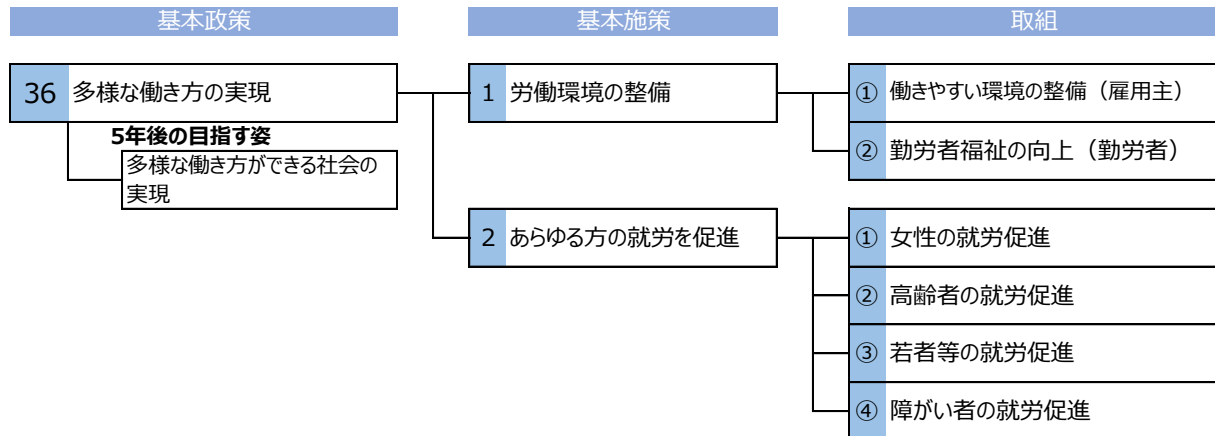 基本政策
基本施策
取組
36 多様な働き方の実現
5年後の目指す姿
多様な働き方ができる社会の
実現
1 労働環境の整備
① 働きやすい環境の整備（雇用主）
② 勤労者福祉の向上（勤労者）
2 あらゆる方の就労を促進
① 女性の就労促進
② 高齢者の就労促進
③ 若者等の就労促進
④ 障がい者の就労促進